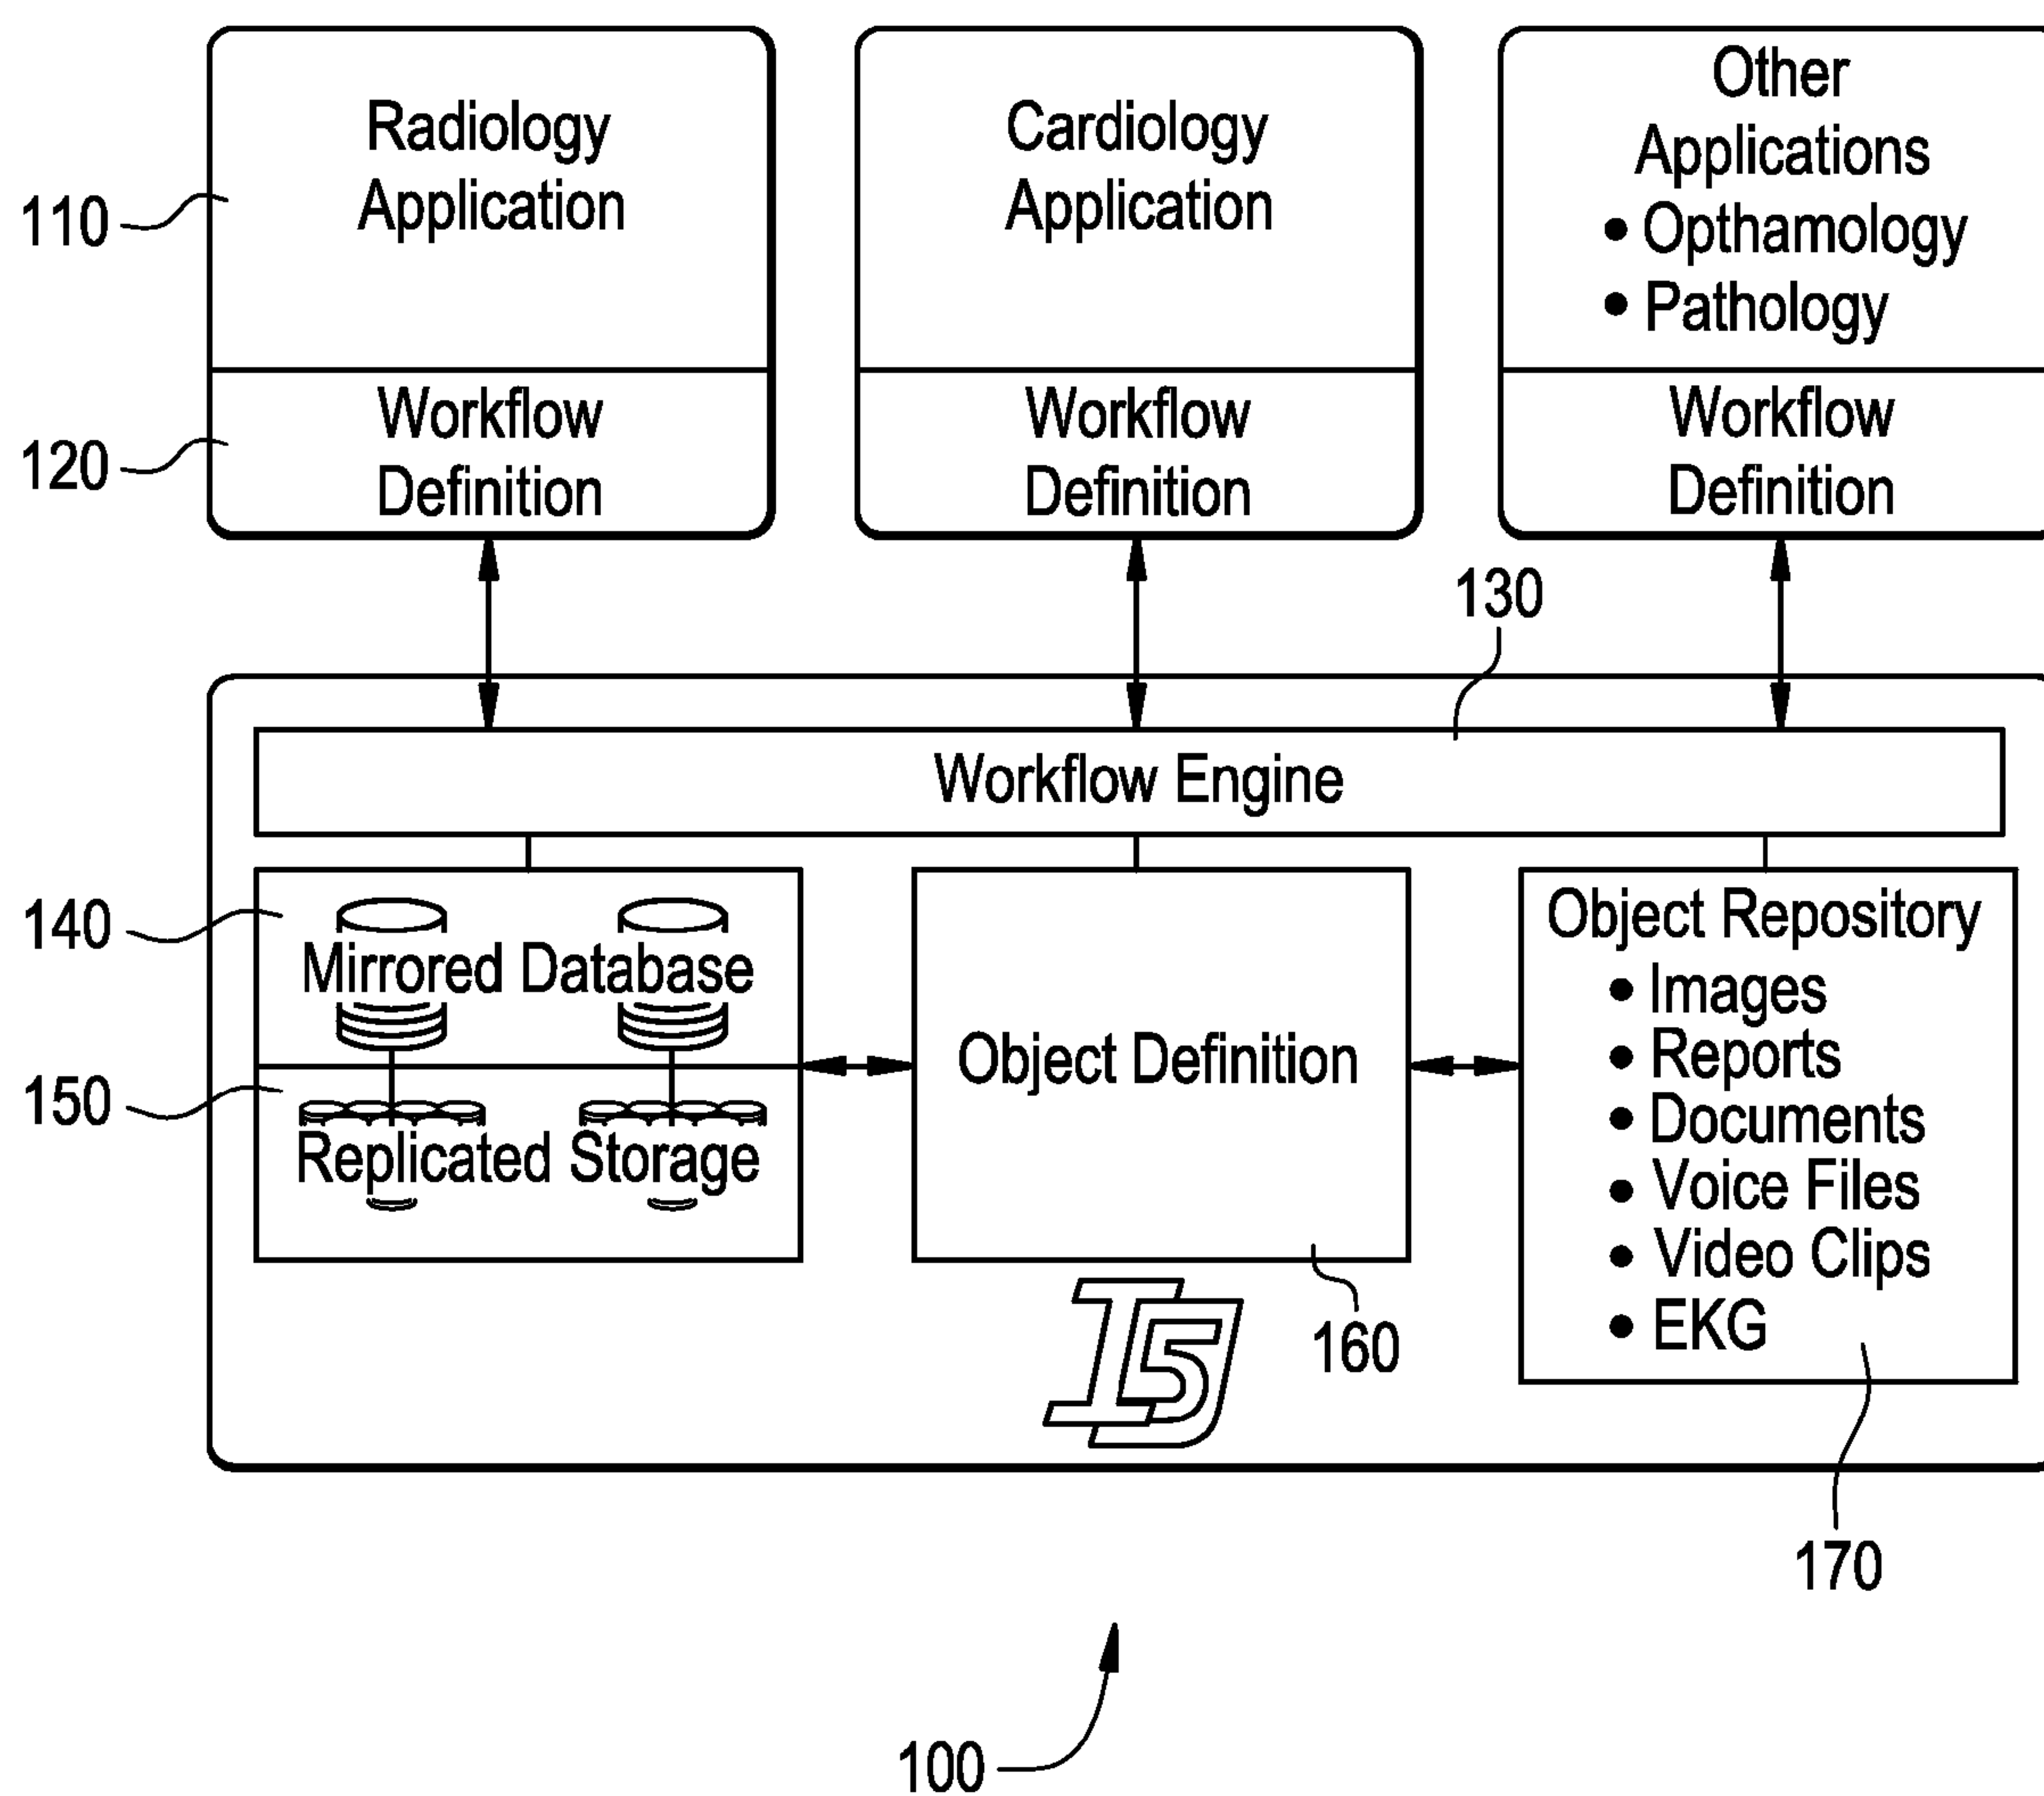 Radiology
Application
Cardiology
Application
Other
Applications
• Opthamology
• Pathology
110
Workflow
Definition
Workflow
Definition
Workflow
Definition
120
130
Workflow Engine
140
Mirrored Database
150
Replicated Storage
Object Definition
160
Object Repository
• Images
• Reports
• Documents
• Voice Files
• Video Clips
• EKG
170
I5
100